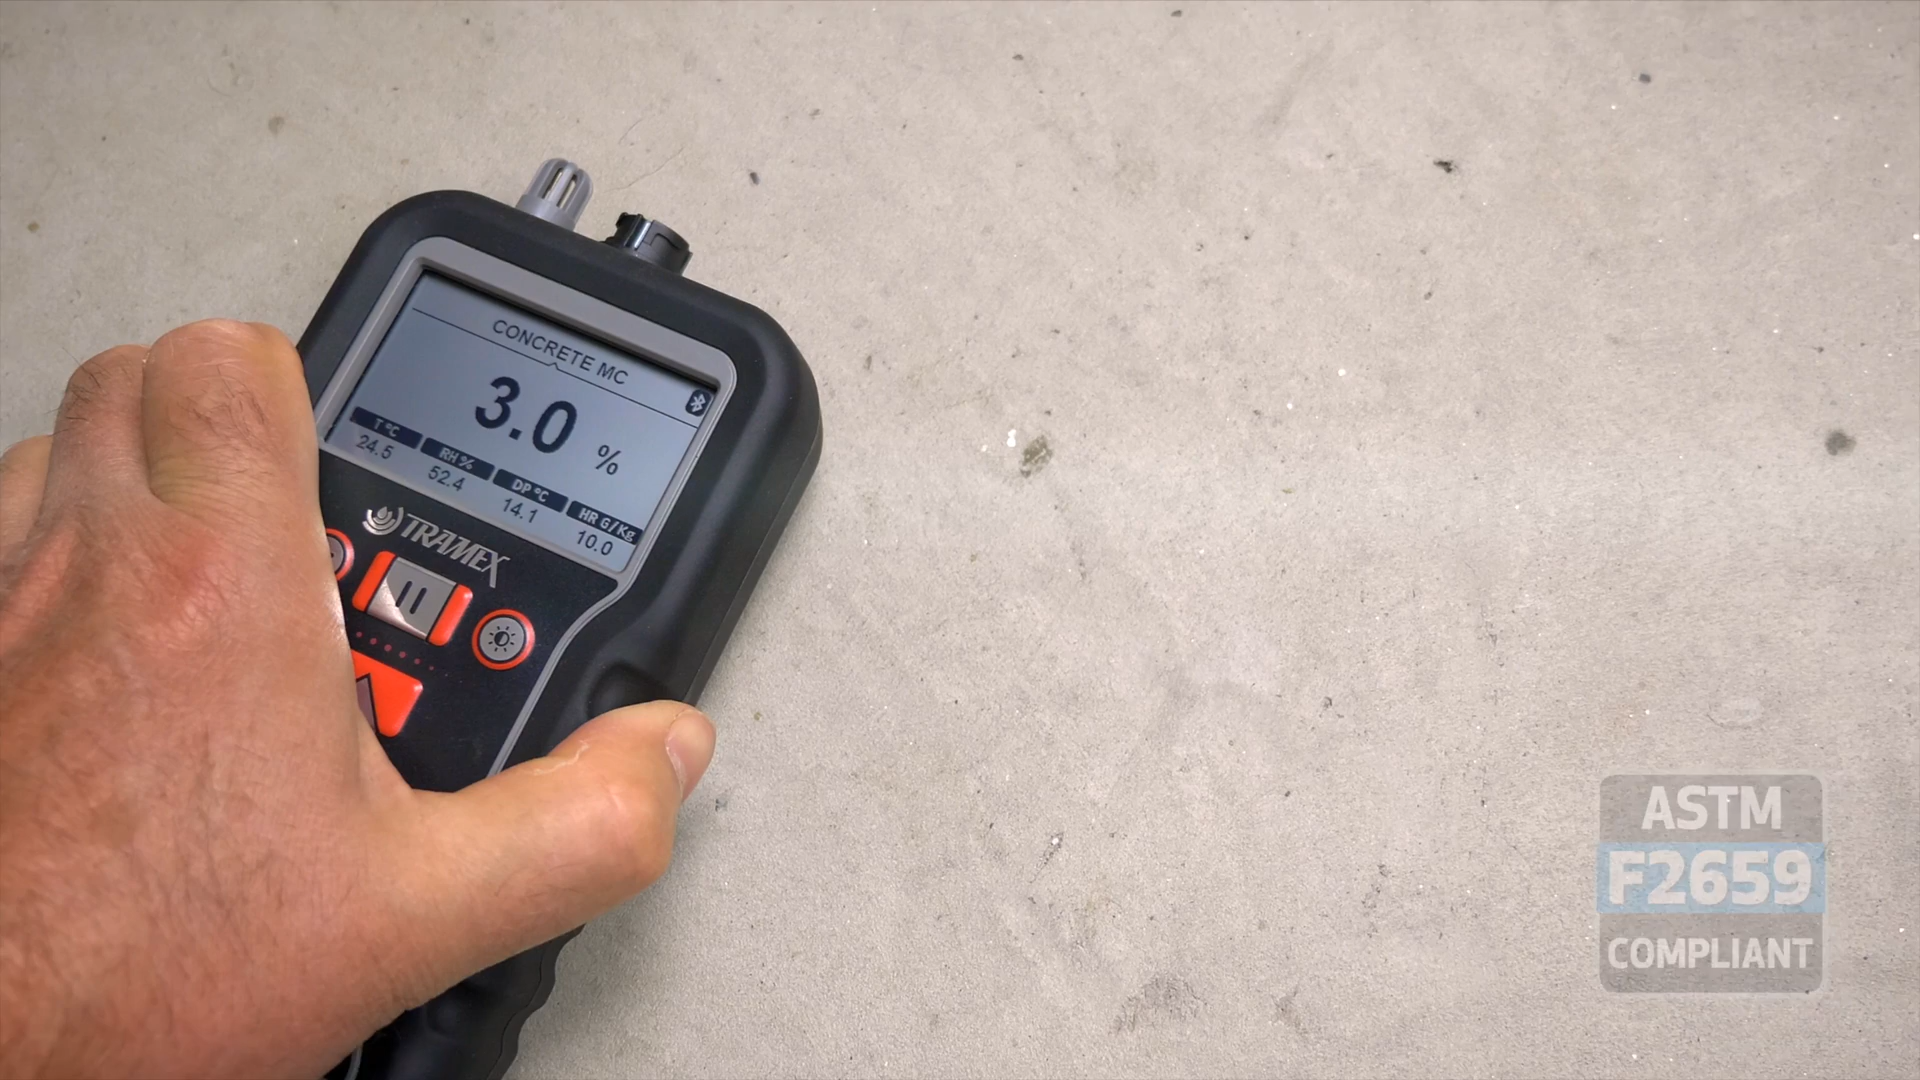 CONCRETE MC
3.0 %
T °C RH % DP °C HR G/Kg
24.5 52.4 14.1 10.0
TRAMEX
ASTM
F2659
COMPLIANT